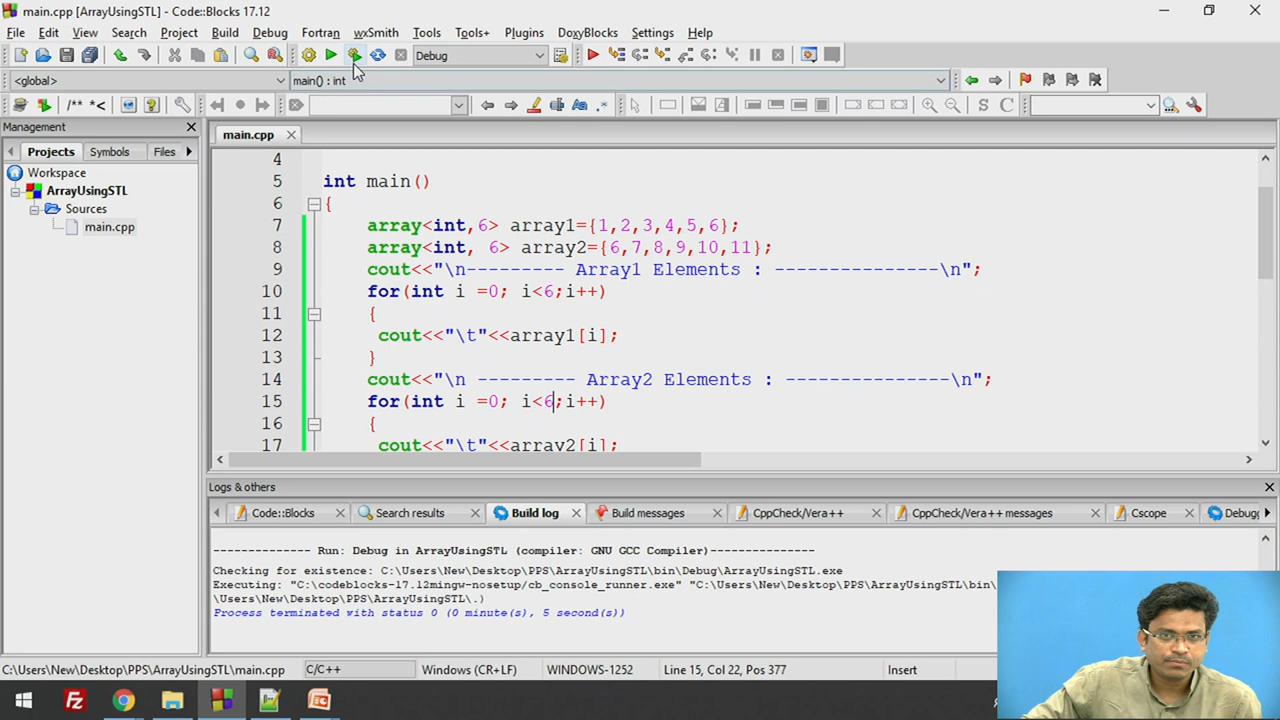 main.cpp [ArrayUsingSTL] - Code::Blocks 17.12
File Edit View Search Project Build Debug Fortran wxSmith Tools Tools+ Plugins DoxyBlocks Settings Help
Debug
<global> main() : int
/** *<
Management
Projects Symbols Files
main.cpp
Workspace
ArrayUsingSTL
Sources
main.cpp
4
5 int main()
6 {
7 array<int,6> array1={1,2,3,4,5,6};
8 array<int, 6> array2={6,7,8,9,10,11};
9 cout<<"\n--------- Array1 Elements : ---------------\n";
10 for(int i =0; i<6;i++)
11 {
12 cout<<"\t"<<array1[i];
13 }
14 cout<<"\n --------- Array2 Elements : ---------------\n";
15 for(int i =0; i<6;i++)
16 {
17 cout<<"\t"<<array2[i];
Logs & others
Code::Blocks Search results Build log Build messages CppCheck/Vera++ CppCheck/Vera++ messages Cscope Debugg
-------------- Run: Debug in ArrayUsingSTL (compiler: GNU GCC Compiler)---------------
Checking for existence: C:\Users\New\Desktop\PPS\ArrayUsingSTL\bin\Debug\ArrayUsingSTL.exe
Executing: "C:\codeblocks-17.12mingw-nosetup/cb_console_runner.exe" "C:\Users\New\Desktop\PPS\ArrayUsingSTL\bin\
\Users\New\Desktop\PPS\ArrayUsingSTL\.)
Process terminated with status 0 (0 minute(s), 5 second(s))
C:\Users\New\Desktop\PPS\ArrayUsingSTL\main.cpp C/C++ Windows (CR+LF) WINDOWS-1252 Line 15, Col 22, Pos 377 Insert